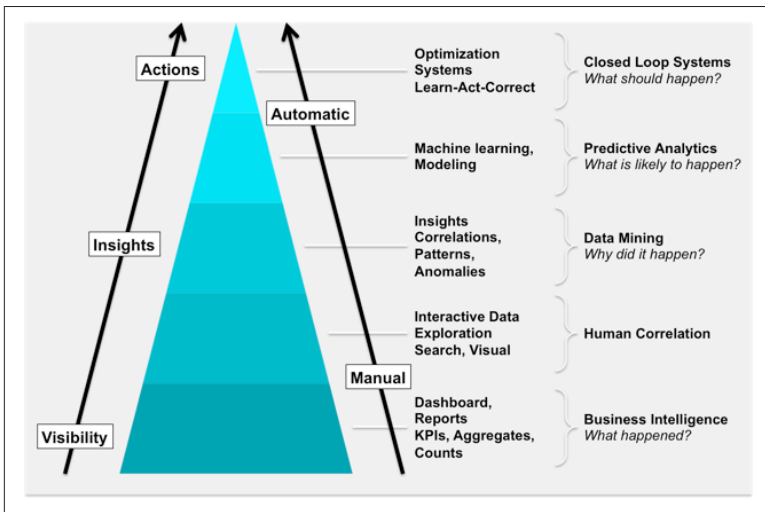 Actions
Automatic
Insights
Manual
Visibility
Optimization
Systems
Learn-Act-Correct
Closed Loop Systems
What should happen?
Machine learning,
Modeling
Predictive Analytics
What is likely to happen?
Insights
Correlations,
Patterns,
Anomalies
Data Mining
Why did it happen?
Interactive Data
Exploration
Search, Visual
Human Correlation
Dashboard,
Reports
KPIs, Aggregates,
Counts
Business Intelligence
What happened?